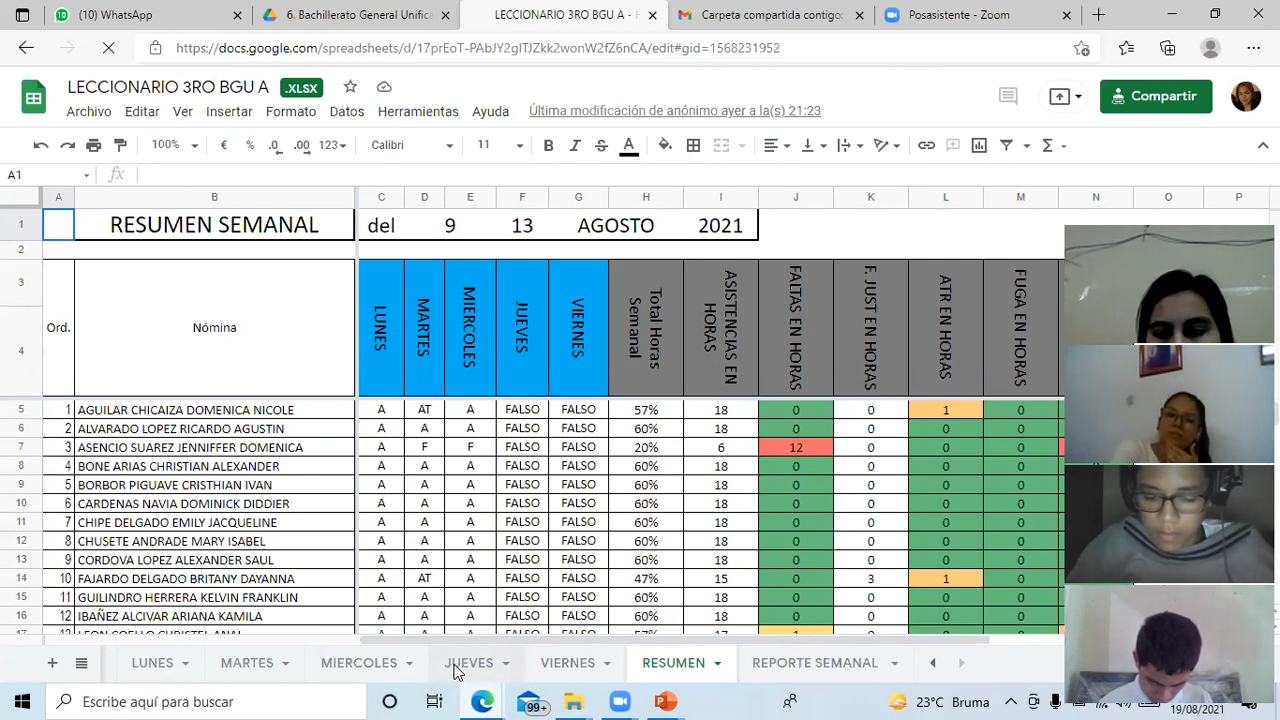 (10) WhatsApp
6. Bachillerato General Unifica
LECCIONARIO 3RO BGU A - H
Carpeta compartida contigo:
Posasistente - Zoom
https://docs.google.com/spreadsheets/d/17prEoT-PAbJY2gITJZkk2wonW2fZ6nCA/edit#gid=1568231952
LECCIONARIO 3RO BGU A .XLSX
Archivo Editar Ver Insertar Formato Datos Herramientas Ayuda Última modificación de anónimo ayer a la(s) 21:23
Compartir
100% € % .0 .00 123 Calibri 11 B I S A Σ
A1 fx
A B C D E F G H I J K L M N O P
1 RESUMEN SEMANAL del 9 13 AGOSTO 2021
2
3
4
Ord. Nómina LUNES MARTES MIERCOLES JUEVES VIERNES Total Horas Semanal ASISTENCIAS EN HORAS FALTAS EN HORAS F. JUST EN HORAS ATR EN HORAS FUGA EN HORAS
5 1 AGUILAR CHICAIZA DOMENICA NICOLE A AT A FALSO FALSO 57% 18 0 0 1 0
6 2 ALVARADO LOPEZ RICARDO AGUSTIN A A A FALSO FALSO 60% 18 0 0 0 0
7 3 ASENCIO SUAREZ JENNIFFER DOMENICA A F F FALSO FALSO 20% 6 12 0 0 0
8 4 BONE ARIAS CHRISTIAN ALEXANDER A A A FALSO FALSO 60% 18 0 0 0 0
9 5 BORBOR PIGUAVE CRISTHIAN IVAN A A A FALSO FALSO 60% 18 0 0 0 0
10 6 CARDENAS NAVIA DOMINICK DIDDIER A A A FALSO FALSO 60% 18 0 0 0 0
11 7 CHIPE DELGADO EMILY JACQUELINE A A A FALSO FALSO 60% 18 0 0 0 0
12 8 CHUSETE ANDRADE MARY ISABEL A A A FALSO FALSO 60% 18 0 0 0 0
13 9 CORDOVA LOPEZ ALEXANDER SAUL A A A FALSO FALSO 60% 18 0 0 0 0
14 10 FAJARDO DELGADO BRITANY DAYANNA A AT A FALSO FALSO 47% 15 0 3 1 0
15 11 GUILINDRO HERRERA KELVIN FRANKLIN A A A FALSO FALSO 60% 18 0 0 0 0
16 12 IBAÑEZ ALCIVAR ARIANA KAMILA A A A FALSO FALSO 60% 18 0 0 0 0
LUNES MARTES MIERCOLES JUEVES VIERNES RESUMEN REPORTE SEMANAL
Escribe aquí para buscar
99+
23°C Bruma
19/08/2021